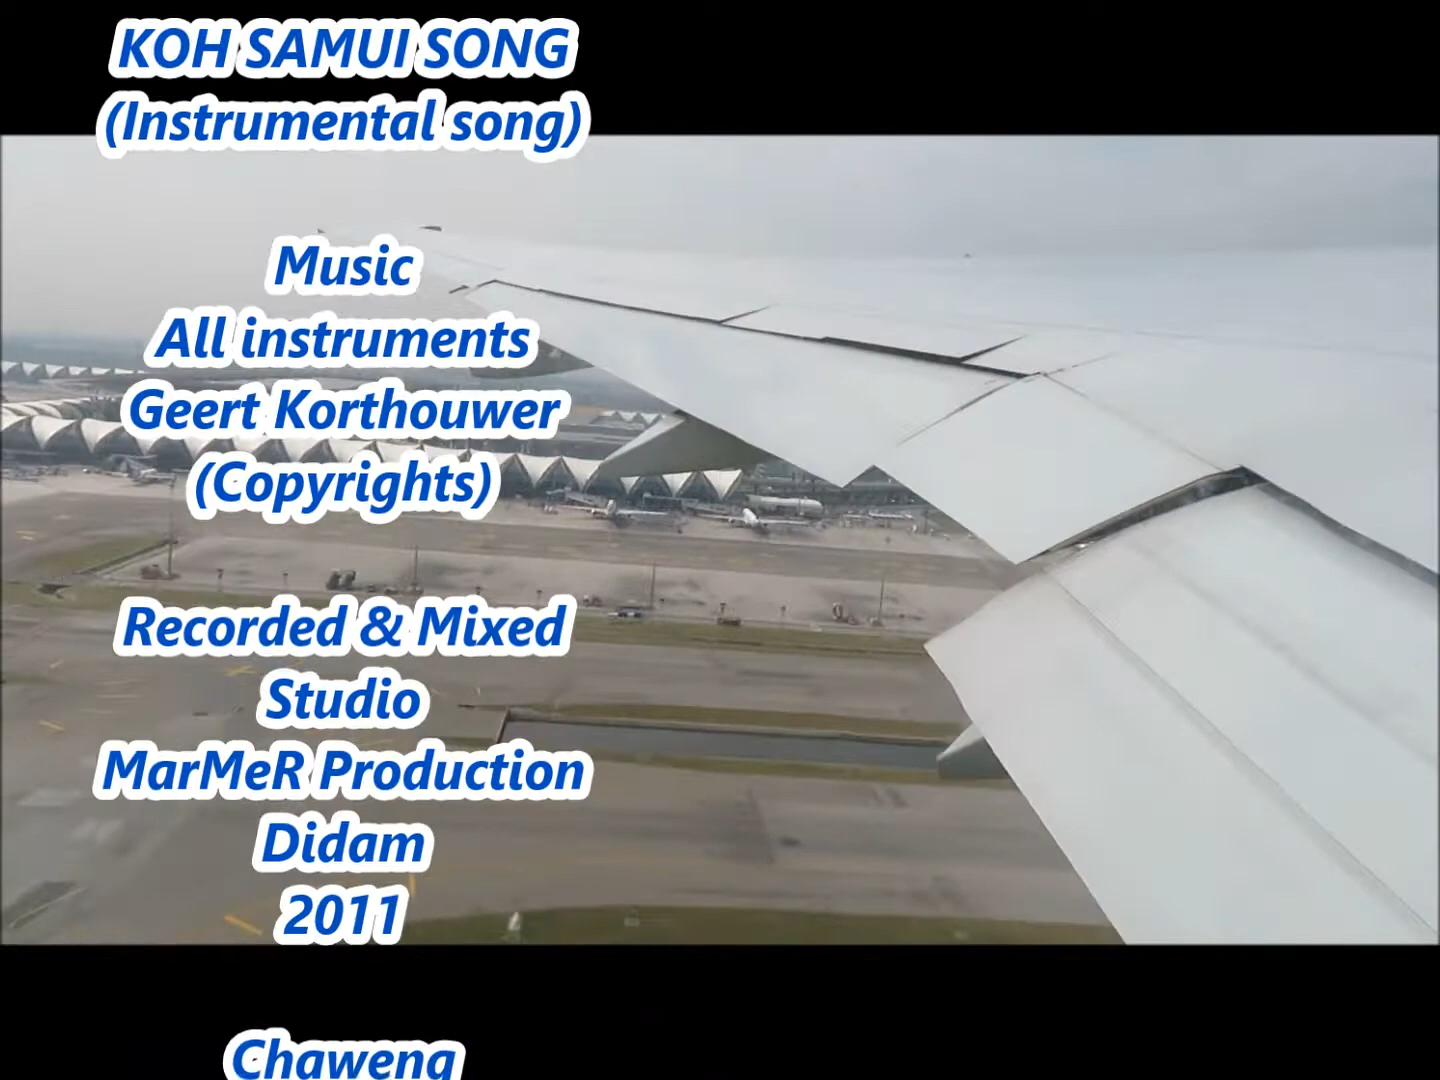 KOH SAMUI SONG
(Instrumental song)
Music
All instruments
Geert Korthouwer
(Copyrights)
Recorded & Mixed
Studio
MarMeR Production
Didam
2011
Chaweng